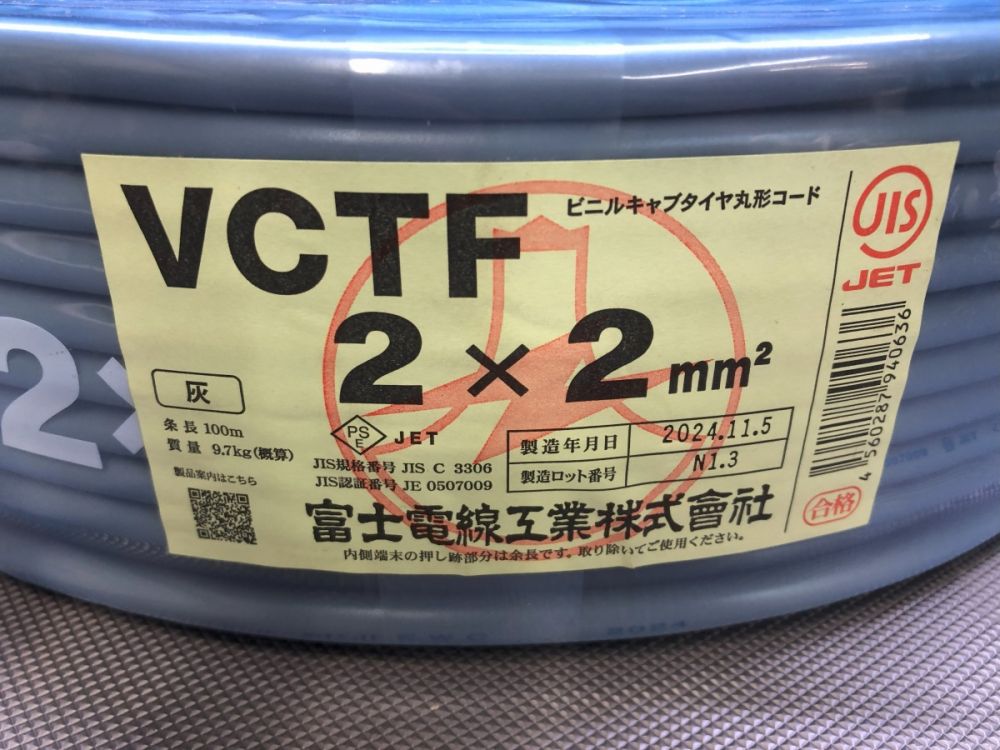 VCTF
ビニルキャブタイヤ丸形コード
2×2mm²
灰
条長 100m
質量 9.7kg(概算)
製品案内はこちら
PS
E
JET
JIS規格番号 JIS C 3306
JIS認証番号 JE 0507009
製造年月日 2024.11.5
製造ロット番号 N1.3
富士電線工業株式會社
内側端末の押し跡部分は余長です。取り除いてご使用ください。
JIS
JET
4560287940636
合格
2×